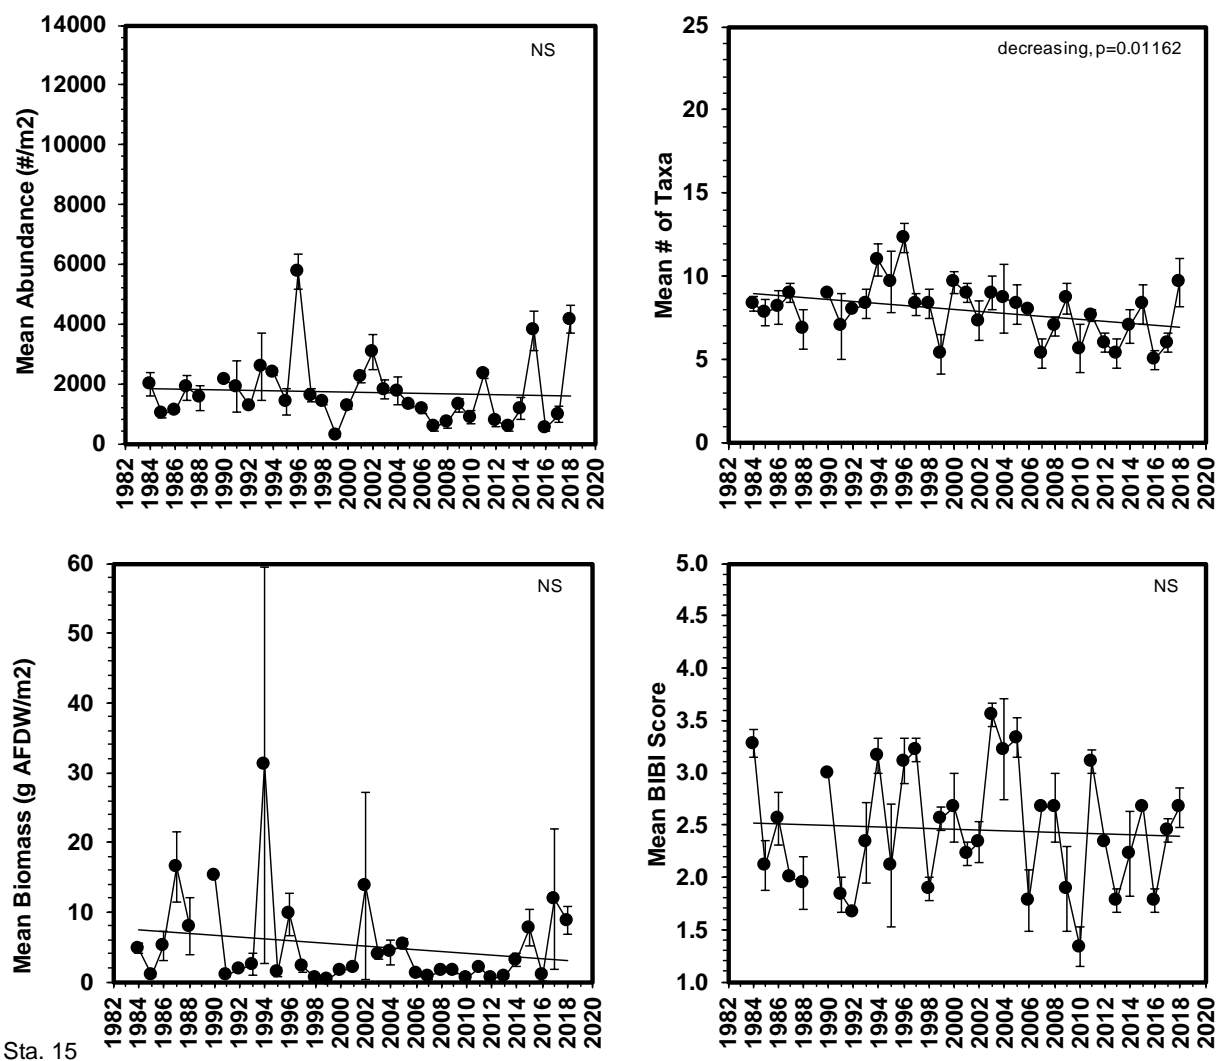 14000
12000
10000
8000
6000
4000
2000
0
Mean Abundance (#/m2)
NS
1982 1984 1986 1988 1990 1992 1994 1996 1998 2000 2002 2004 2006 2008 2010 2012 2014 2016 2018 2020
25
20
15
10
5
0
Mean # of Taxa
decreasing, p=0.01162
1982 1984 1986 1988 1990 1992 1994 1996 1998 2000 2002 2004 2006 2008 2010 2012 2014 2016 2018 2020
60
50
40
30
20
10
0
Mean Biomass (g AFDW/m2)
NS
1982 1984 1986 1988 1990 1992 1994 1996 1998 2000 2002 2004 2006 2008 2010 2012 2014 2016 2018 2020
5.0
4.5
4.0
3.5
3.0
2.5
2.0
1.5
1.0
Mean BIBI Score
NS
1982 1984 1986 1988 1990 1992 1994 1996 1998 2000 2002 2004 2006 2008 2010 2012 2014 2016 2018 2020
Sta. 15